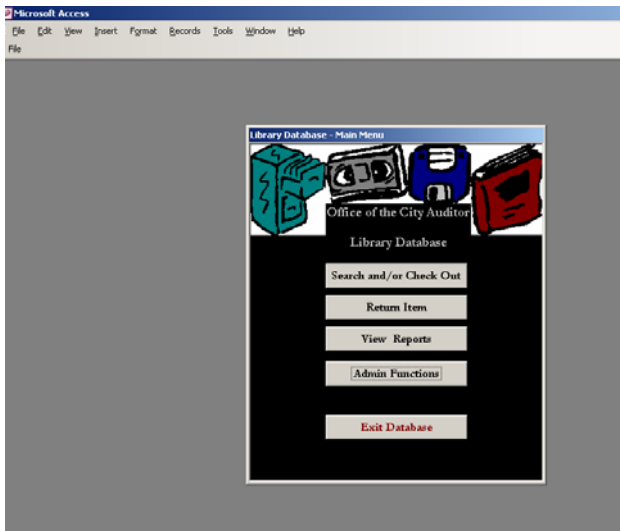 Microsoft Access
File Edit View Insert Format Records Tools Window Help
File
Library Database - Main Menu
Office of the City Auditor
Library Database
Search and/or Check Out
Return Item
View Reports
Admin Functions
Exit Database